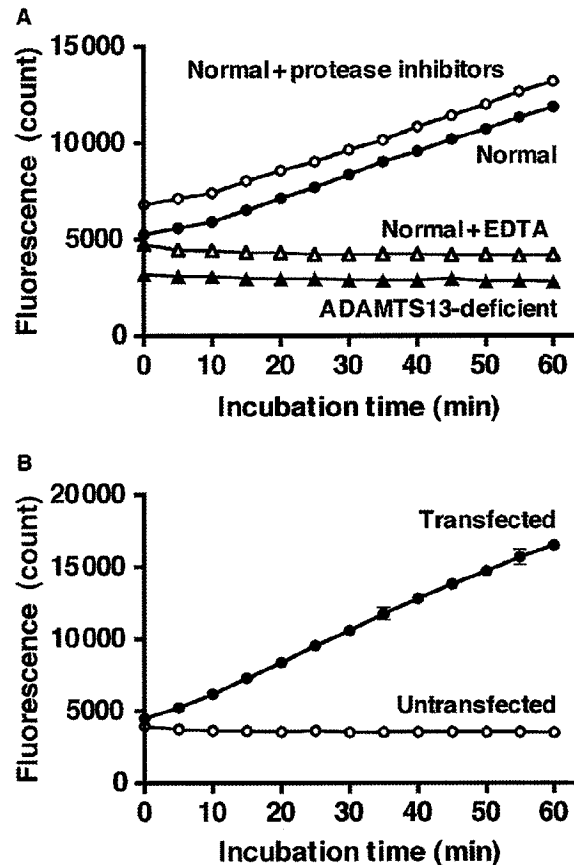 A
Fluorescence (count)
15000
10000
5000
0
Normal+protease inhibitors
Normal
Normal+EDTA
ADAMTS13-deficient
0 10 20 30 40 50 60
Incubation time (min)
B
Fluorescence (count)
20000
15000
10000
5000
0
Transfected
Untransfected
0 10 20 30 40 50 60
Incubation time (min)